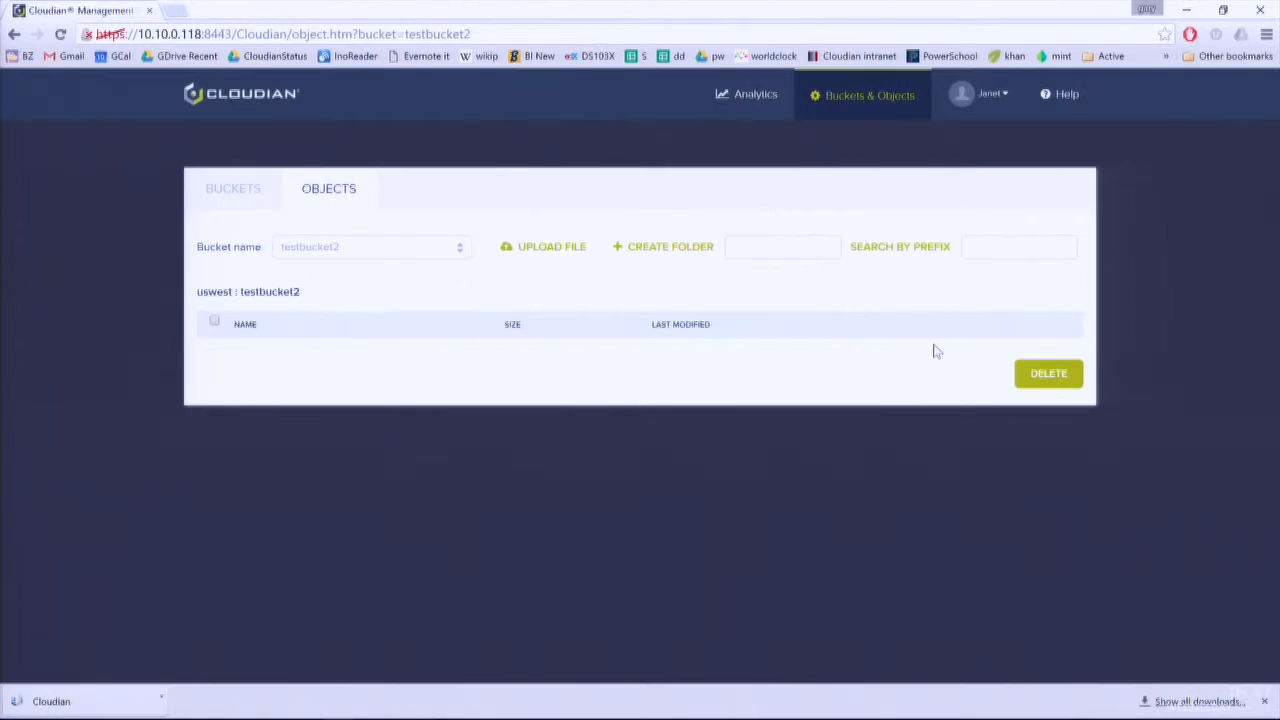 Cloudian® Management
guy
https://10.10.0.118:8443/Cloudian/object.htm?bucket=testbucket2
BZ Gmail GCal GDrive Recent CloudianStatus InoReader Evernote it wikip BI New DS103X S dd pw worldclock Cloudian intranet PowerSchool khan mint Active » Other bookmarks
CLOUDIAN® Analytics Buckets & Objects Janet Help
BUCKETS OBJECTS
Bucket name testbucket2 UPLOAD FILE + CREATE FOLDER SEARCH BY PREFIX
uswest : testbucket2
NAME SIZE LAST MODIFIED
DELETE
Cloudian Show all downloads...